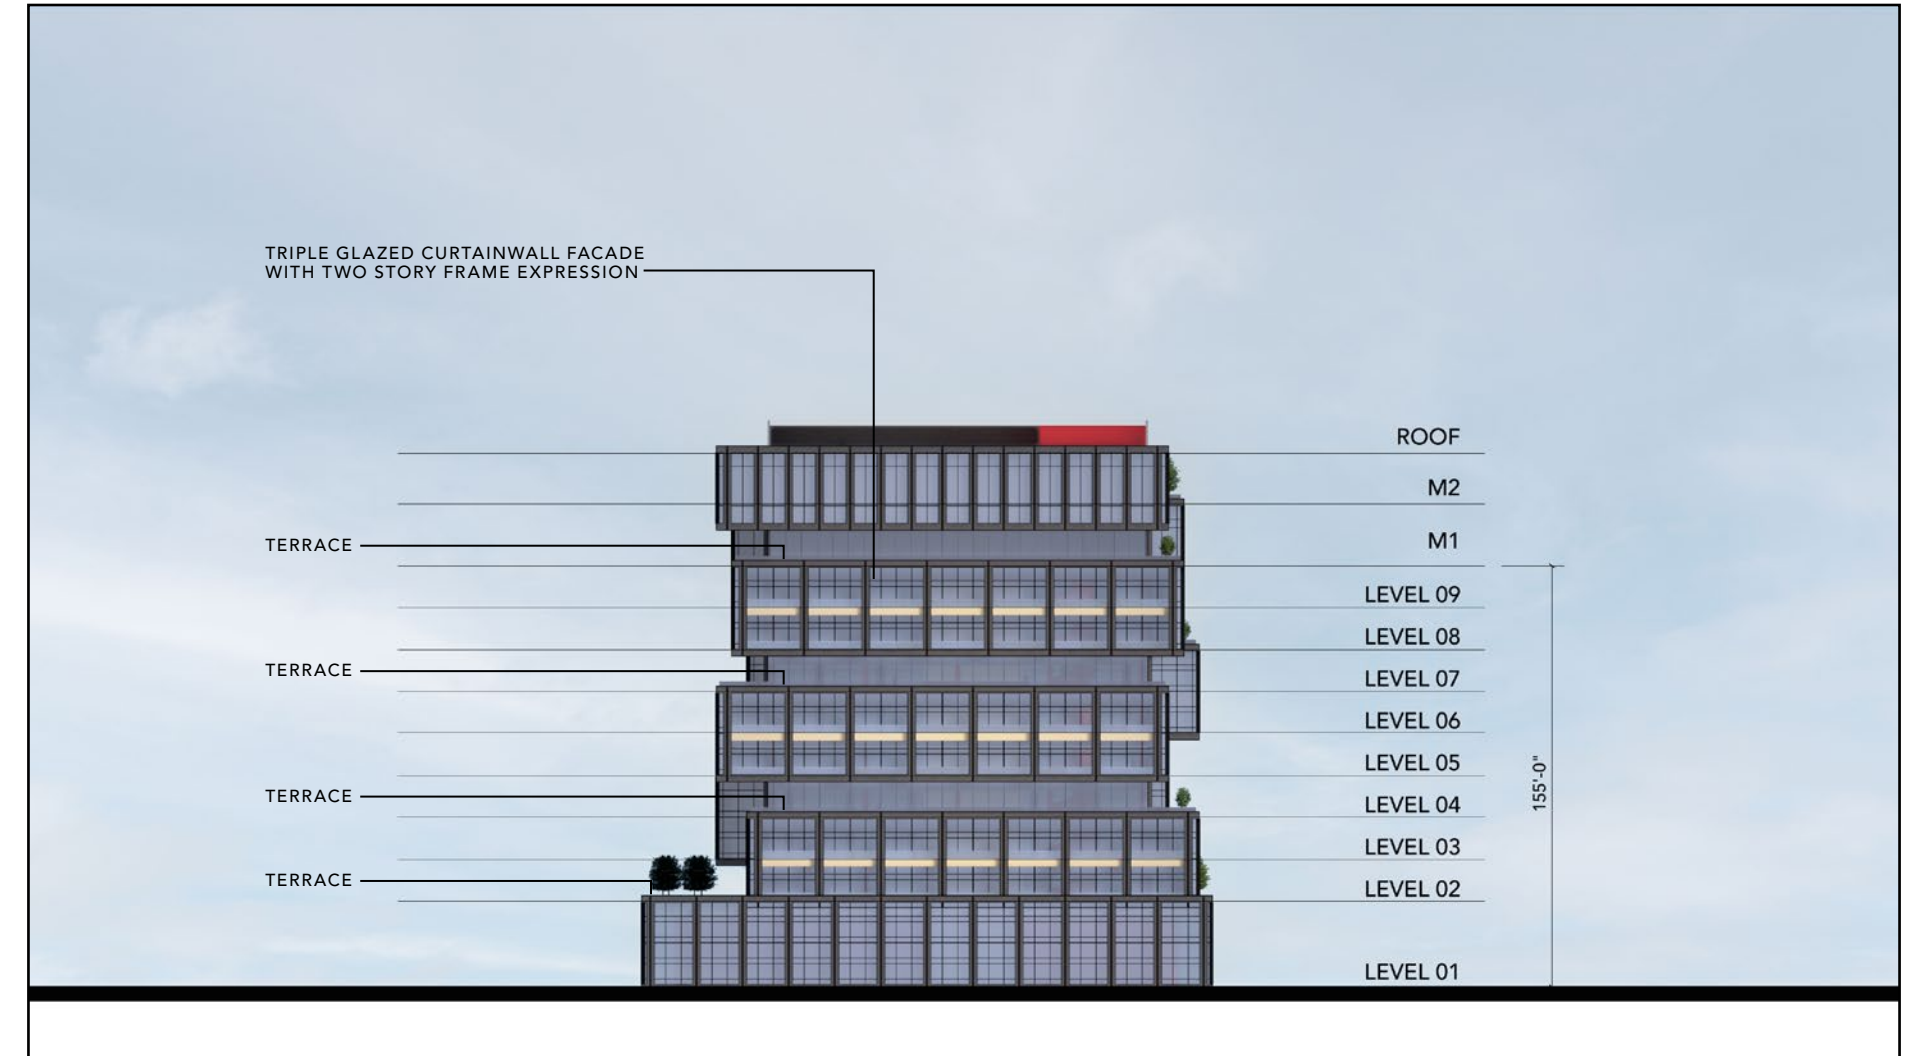 TRIPLE GLAZED CURTAINWALL FACADE
WITH TWO STORY FRAME EXPRESSION
ROOF
M2
TERRACE
M1
LEVEL 09
LEVEL 08
TERRACE
LEVEL 07
LEVEL 06
LEVEL 05
TERRACE
LEVEL 04
155'-0"
LEVEL 03
TERRACE
LEVEL 02
LEVEL 01